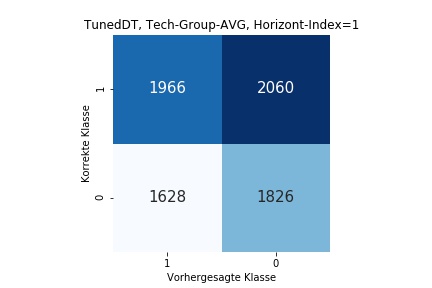 TunedDT, Tech-Group-AVG, Horizont-Index=1
Korrekte Klasse
1
1966
2060
0
1628
1826
1
0
Vorhergesagte Klasse